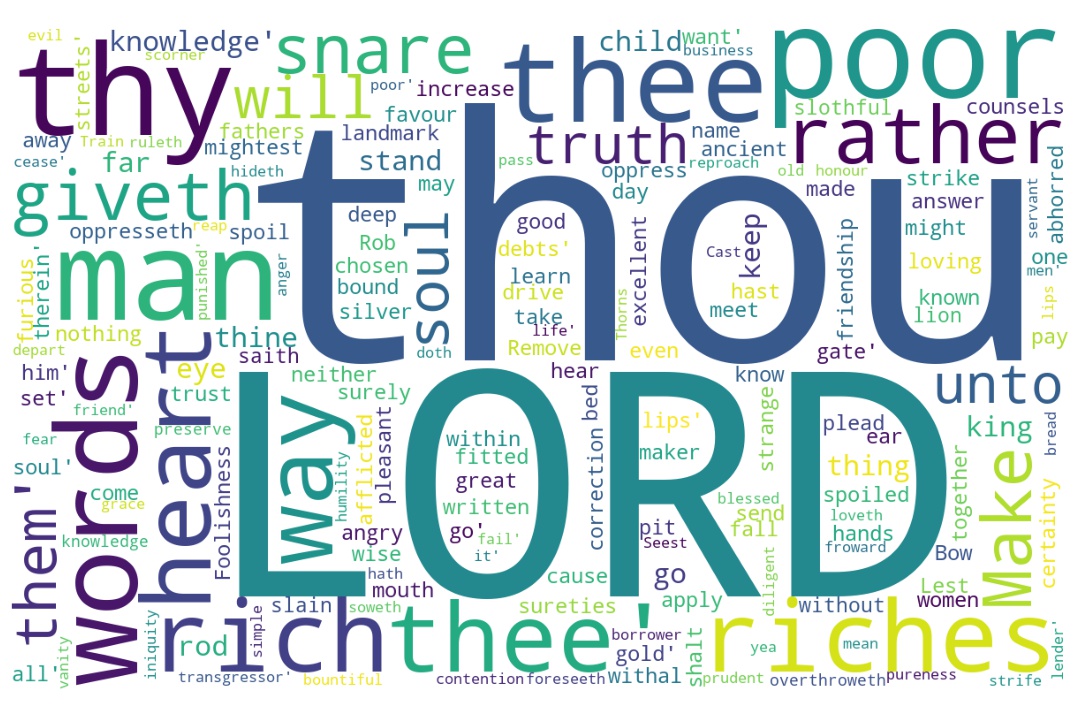 evil
scorner
knowledge'
snare
child
want'
business
poor
thy
streets'
will
poor'
increase
thee
slothful
counsels
away
Train
ruleth
fathers
favour
landmark
truth
name
rather
cease'
far
mightest
stand
pass
oppress
ancient
reproach
old
honour
giveth
hideth
may
day
made
strike
abhorred
servant
thou
answer
oppresseth
reap
spoil
deep
soul
good
excellent
keep
friendship
might
one
furious'
therein'
man
punished'
anger
Rob
debts'
Cast
loving
men'
chosen
learn
hast
known
lips
bound
drive
meet
lion
silver
take
life'
Thorns
nothing
thine
doth
Remove
even
gate'
pay
depart
saith
him'
words
heart
eye
neither
hear
know
unto
set'
trust
surely
bed
strange
friend'
way
pleasant
lips'
plead
king
bread
fear
preserve
afflicted
within
maker
ear
soul'
Foolishness
humility
fitted
correction
thing
together
Make
come
great
blessed
spoiled
certainty
grace
written
send
loveth
them'
knowledge
angry
go'
fail'
pit
fall
hands
LORD
wise
it'
Seest
froward
Bow
hath
mouth
cause
go
diligent
Lest
soweth
slain
sureties
apply
without
women
iniquity
rich
simple
rod
thee'
borrower
shalt
yea
mean
riches
lender'
all'
vanity
gold'
transgressor'
bountiful
contention
foreseeth
withal
prudent
overthroweth
pureness
strife